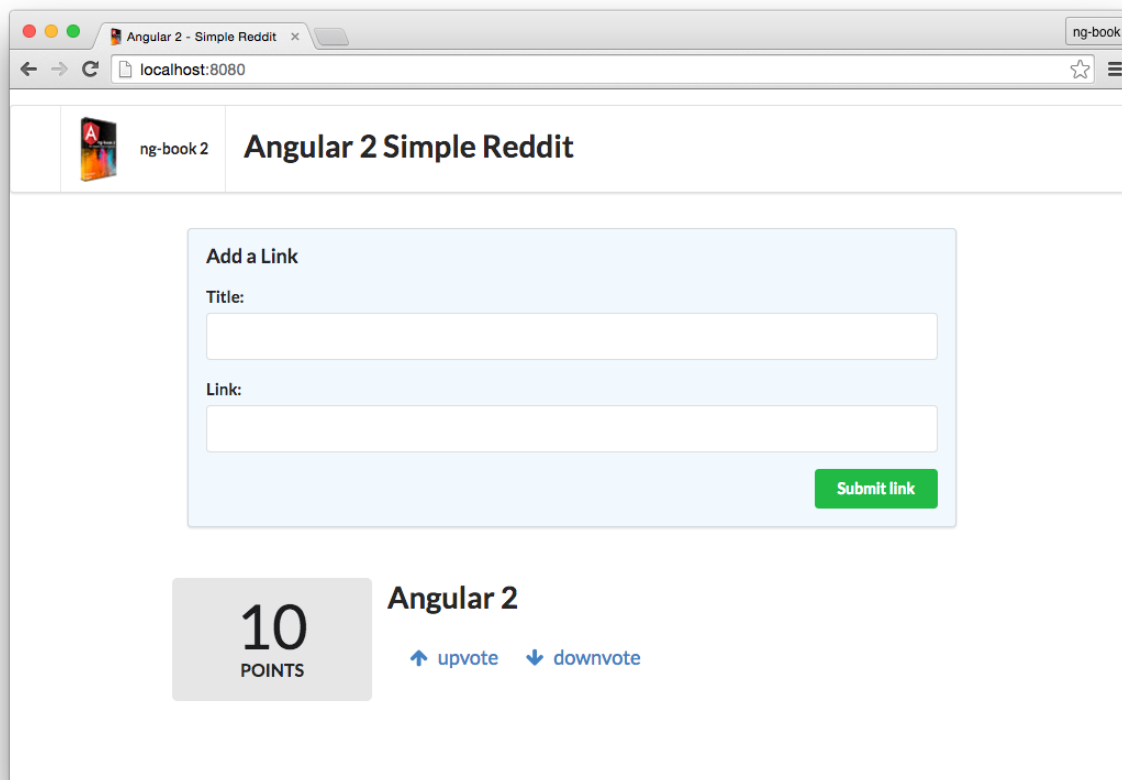 Angular 2 - Simple Reddit
ng-book
localhost:8080
ng-book 2
Angular 2 Simple Reddit
Add a Link
Title:
Link:
Submit link
10
POINTS
Angular 2
upvote downvote